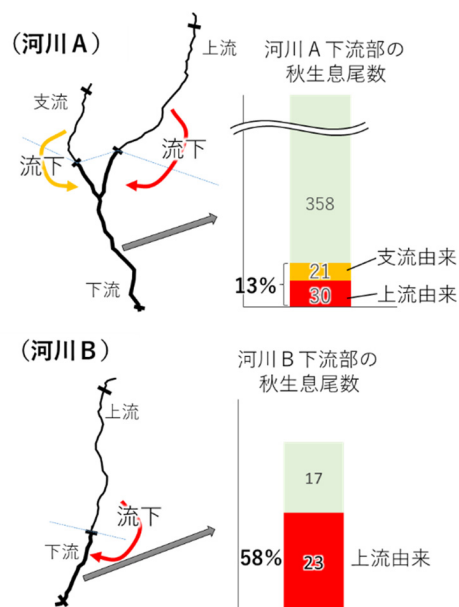 （河川A）
上流
支流
流下
流下
下流
河川A下流部の
秋生息尾数
358
21
支流由来
13%
30
上流由来
（河川B）
上流
流下
下流
河川B下流部の
秋生息尾数
17
58%
23
上流由来